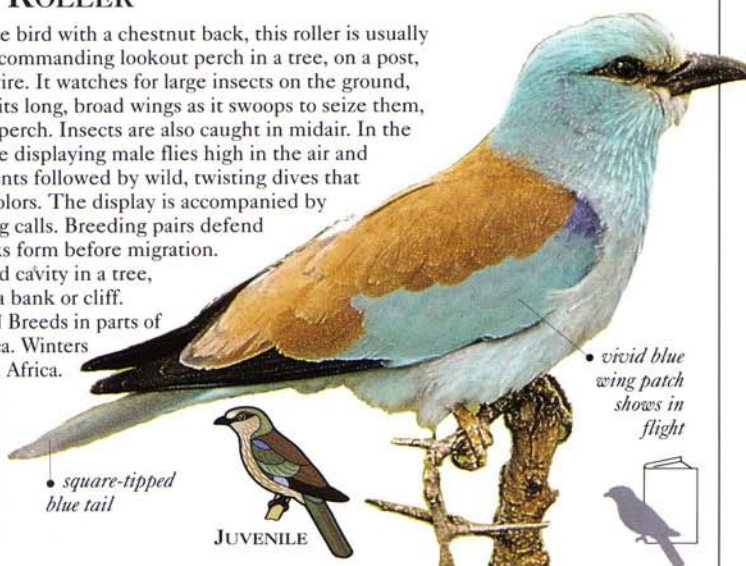 ROLLER
e bird with a chestnut back, this roller is usually
commanding lookout perch in a tree, on a post,
ire. It watches for large insects on the ground,
its long, broad wings as it swoops to seize them,
perch. Insects are also caught in midair. In the
e displaying male flies high in the air and
nts followed by wild, twisting dives that
olors. The display is accompanied by
g calls. Breeding pairs defend
s form before migration.
d cavity in a tree,
a bank or cliff.
Breeds in parts of
ca. Winters
Africa.
• vivid blue
wing patch
shows in
flight
• square-tipped
blue tail
JUVENILE